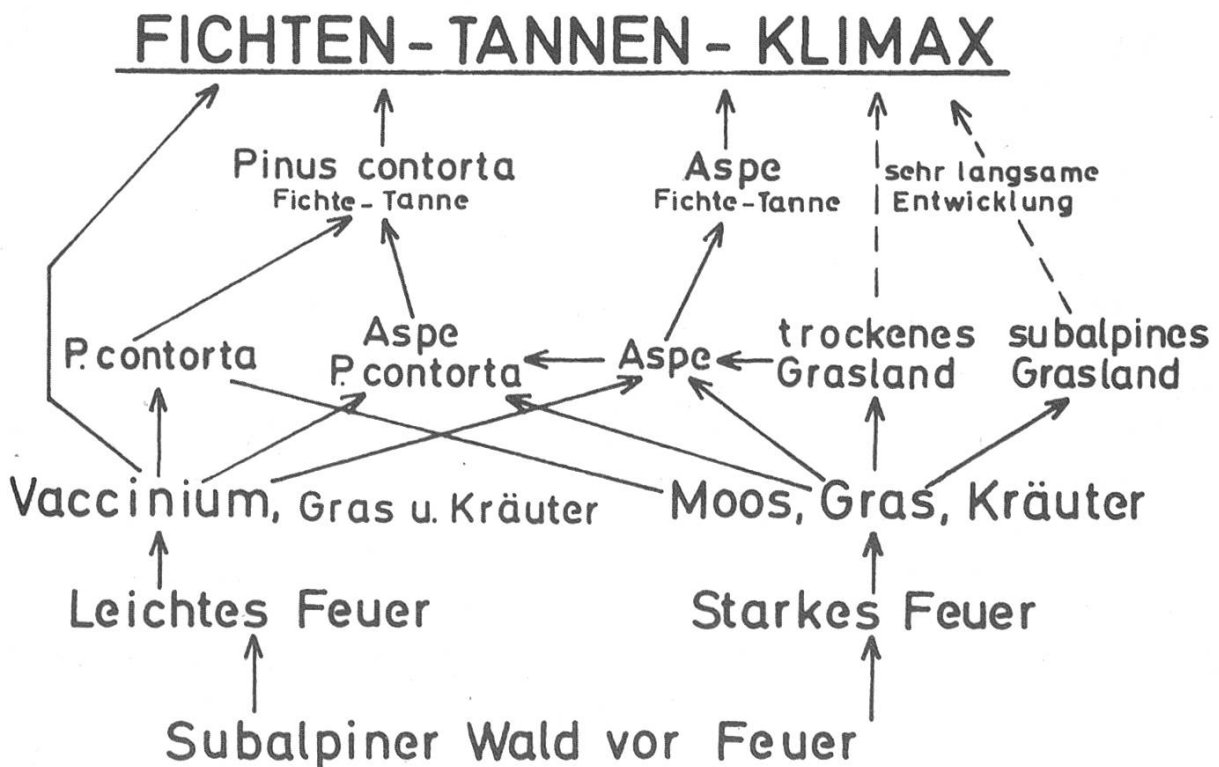 FICHTEN - TANNEN - KLIMAX
Pinus contorta
Fichte - Tanne
Aspe
Fichte-Tanne
sehr langsame
Entwicklung
P. contorta
Aspe
P. contorta
Aspe
trockenes
Grasland
subalpines
Grasland
Vaccinium, Gras u. Kräuter
Moos, Gras, Kräuter
Leichtes Feuer
Starkes Feuer
Subalpiner Wald vor Feuer